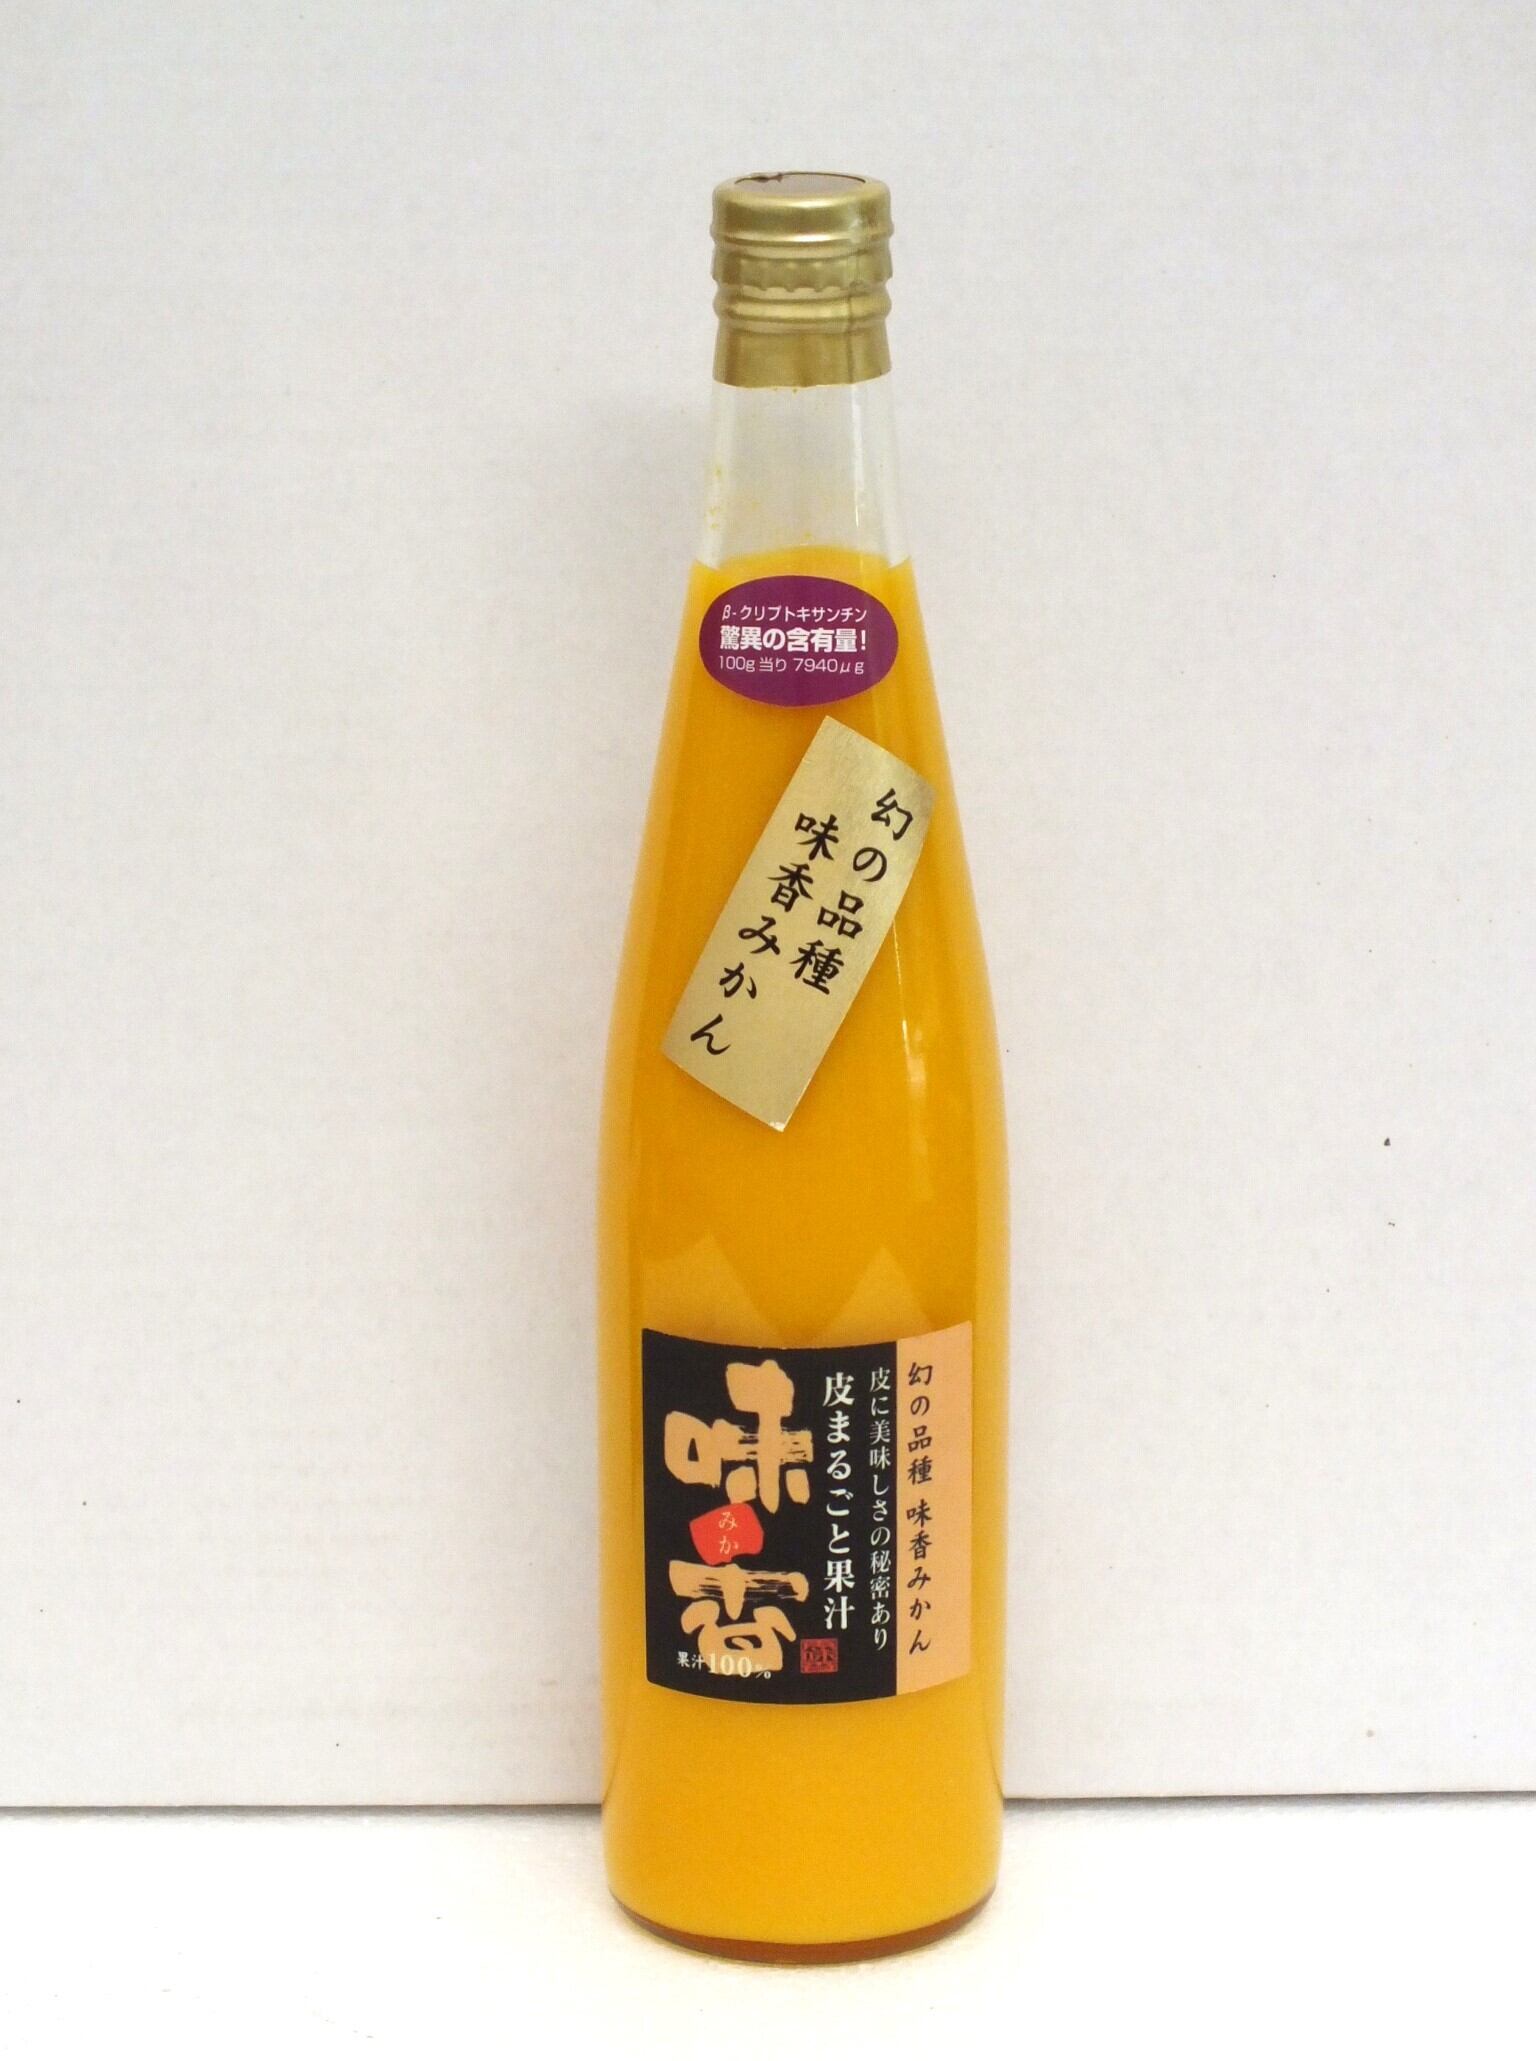 β-クリプトキサンチン
驚異の含有量!
100g当り 7940μg
幻の品種
味香みかん
幻の品種 味香みかん
皮に美味しさの秘密あり
皮まるごと果汁
味香
みか
果汁100%